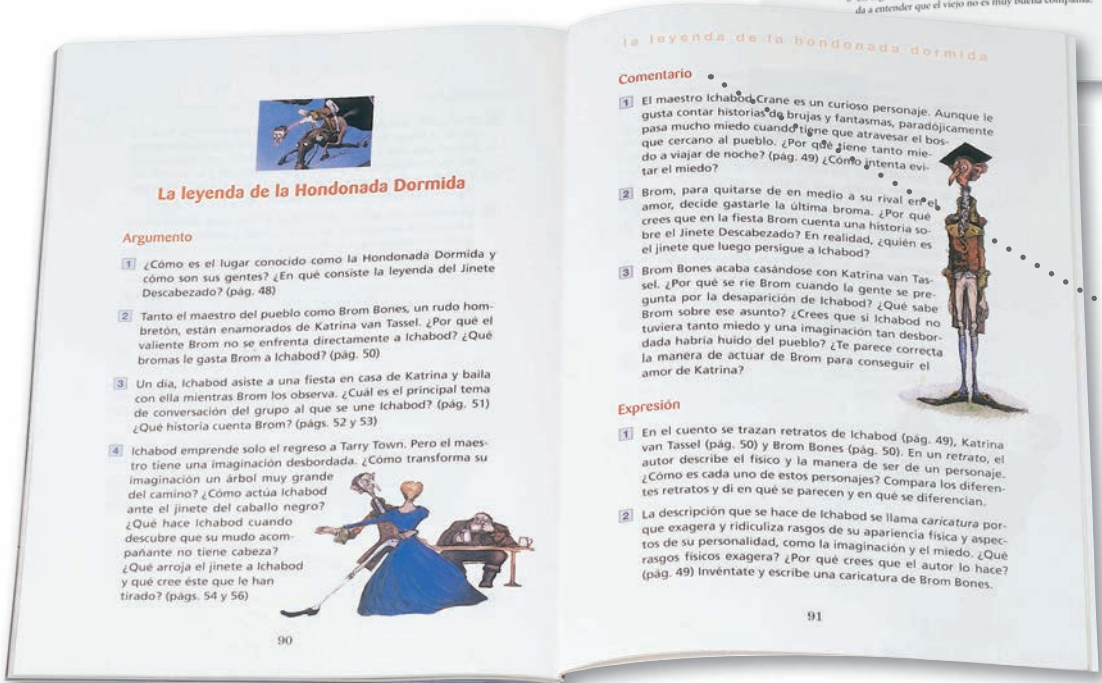 da a entender que el viejo no es muy buena compañía.
La leyenda de la Hondonada Dormida
Argumento
1 ¿Cómo es el lugar conocido como la Hondonada Dormida y
cómo son sus gentes? ¿En qué consiste la leyenda del Jinete
Descabezado? (pág. 48)
2 Tanto el maestro del pueblo como Brom Bones, un rudo hom-
bretón, están enamorados de Katrina van Tassel. ¿Por qué el
valiente Brom no se enfrenta directamente a Ichabod? ¿Qué
bromas le gasta Brom a Ichabod? (pág. 50)
3 Un día, Ichabod asiste a una fiesta en casa de Katrina y baila
con ella mientras Brom los observa. ¿Cuál es el principal tema
de conversación del grupo al que se une Ichabod? (pág. 51)
¿Qué historia cuenta Brom? (págs. 52 y 53)
4 Ichabod emprende solo el regreso a Tarry Town. Pero el maes-
tro tiene una imaginación desbordada. ¿Cómo transforma su
imaginación un árbol muy grande
del camino? ¿Cómo actúa Ichabod
ante el jinete del caballo negro?
¿Qué hace Ichabod cuando
descubre que su mudo acom-
pañante no tiene cabeza?
¿Qué arroja el jinete a Ichabod
y qué cree éste que le han
tirado? (págs. 54 y 56)
90
la leyenda de la hondonada dormida
Comentario
1 El maestro Ichabod Crane es un curioso personaje. Aunque le
gusta contar historias de brujas y fantasmas, paradójicamente
pasa mucho miedo cuando tiene que atravesar el bos-
que cercano al pueblo. ¿Por qué tiene tanto mie-
do a viajar de noche? (pág. 49) ¿Cómo intenta evi-
tar el miedo?
2 Brom, para quitarse de en medio a su rival en el
amor, decide gastarle la última broma. ¿Por qué
crees que en la fiesta Brom cuenta una historia so-
bre el Jinete Descabezado? En realidad, ¿quién es
el jinete que luego persigue a Ichabod?
3 Brom Bones acaba casándose con Katrina van Tas-
sel. ¿Por qué se ríe Brom cuando la gente se pre-
gunta por la desaparición de Ichabod? ¿Qué sabe
Brom sobre ese asunto? ¿Crees que si Ichabod no
tuviera tanto miedo y una imaginación tan desbor-
dada habría huido del pueblo? ¿Te parece correcta
la manera de actuar de Brom para conseguir el
amor de Katrina?
Expresión
1 En el cuento se trazan retratos de Ichabod (pág. 49), Katrina
van Tassel (pág. 50) y Brom Bones (pág. 50). En un retrato, el
autor describe el físico y la manera de ser de un personaje.
¿Cómo es cada uno de estos personajes? Compara los diferen-
tes retratos y di en qué se parecen y en qué se diferencian.
2 La descripción que se hace de Ichabod se llama caricatura por-
que exagera y ridiculiza rasgos de su apariencia física y aspec-
tos de su personalidad, como la imaginación y el miedo. ¿Qué
rasgos físicos exagera? ¿Por qué crees que el autor lo hace?
(pág. 49) Invéntate y escribe una caricatura de Brom Bones.
91